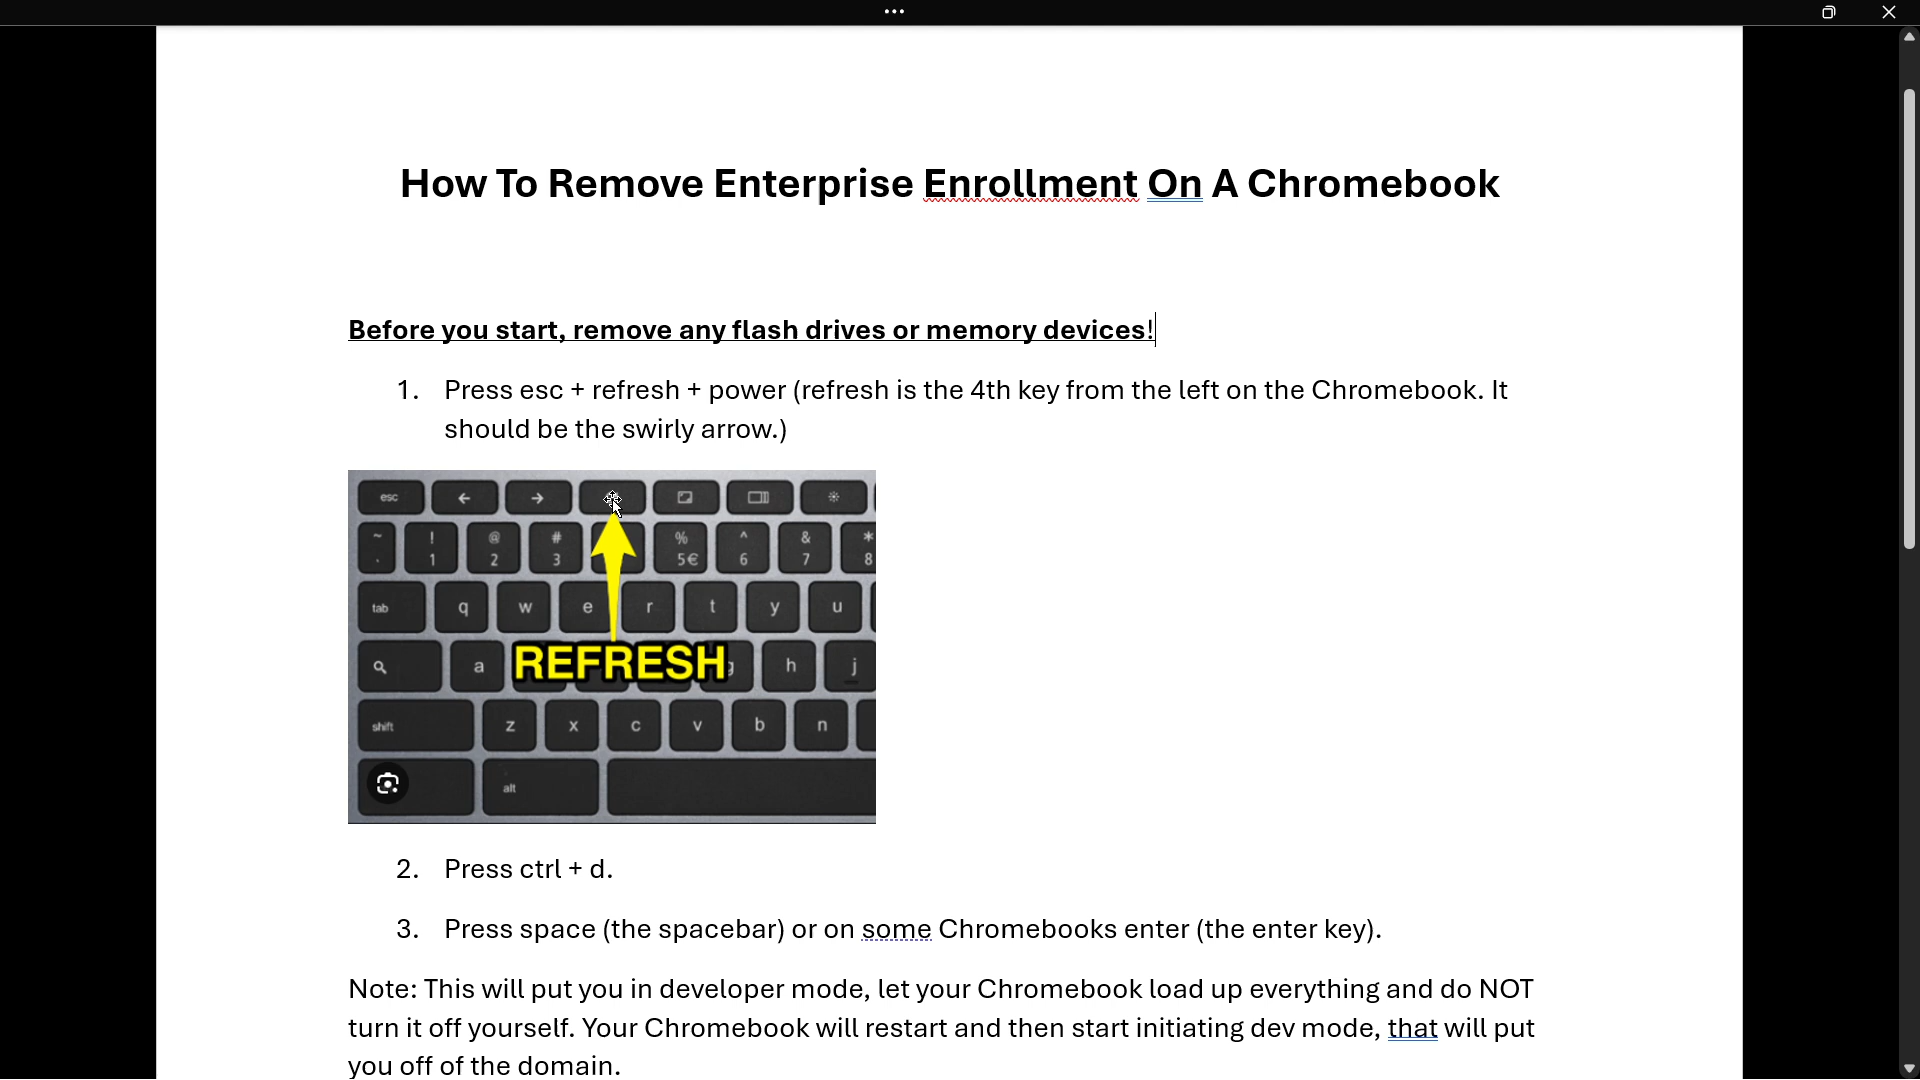 How To Remove Enterprise Enrollment On A Chromebook
Before you start, remove any flash drives or memory devices!
1. Press esc + refresh + power (refresh is the 4th key from the left on the Chromebook. It
should be the swirly arrow.)
esc
~ ! @ # % ^ & *
. 1 2 3 5€ 6 7 8
tab q w e r t y u
a REFRESH g h j
shift z x c v b n
alt
2. Press ctrl + d.
3. Press space (the spacebar) or on some Chromebooks enter (the enter key).
Note: This will put you in developer mode, let your Chromebook load up everything and do NOT
turn it off yourself. Your Chromebook will restart and then start initiating dev mode, that will put
you off of the domain.